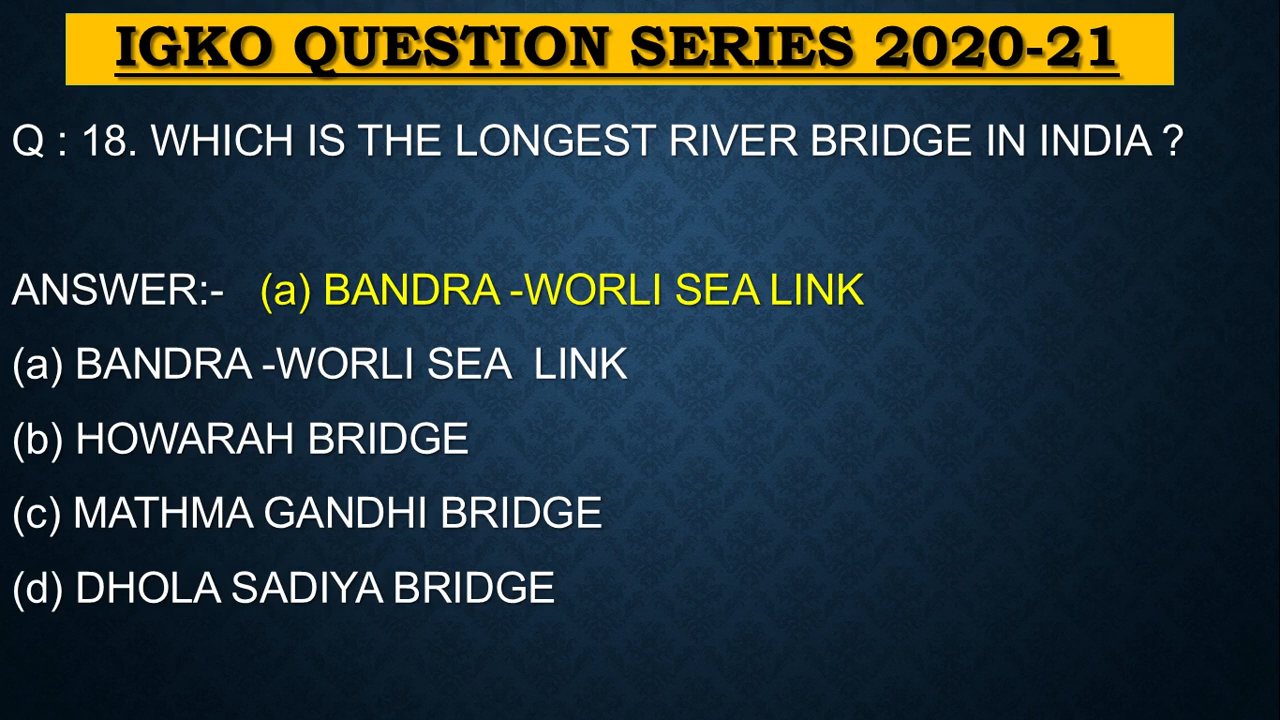 IGKO QUESTION SERIES 2020-21
Q : 18. WHICH IS THE LONGEST RIVER BRIDGE IN INDIA ?
ANSWER:- (a) BANDRA -WORLI SEA LINK
(a) BANDRA -WORLI SEA LINK
(b) HOWARAH BRIDGE
(c) MATHMA GANDHI BRIDGE
(d) DHOLA SADIYA BRIDGE